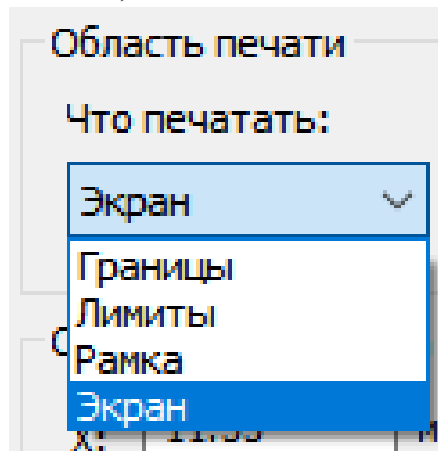 Область печати
Что печатать:
Экран
Границы
Лимиты
Рамка
Экран